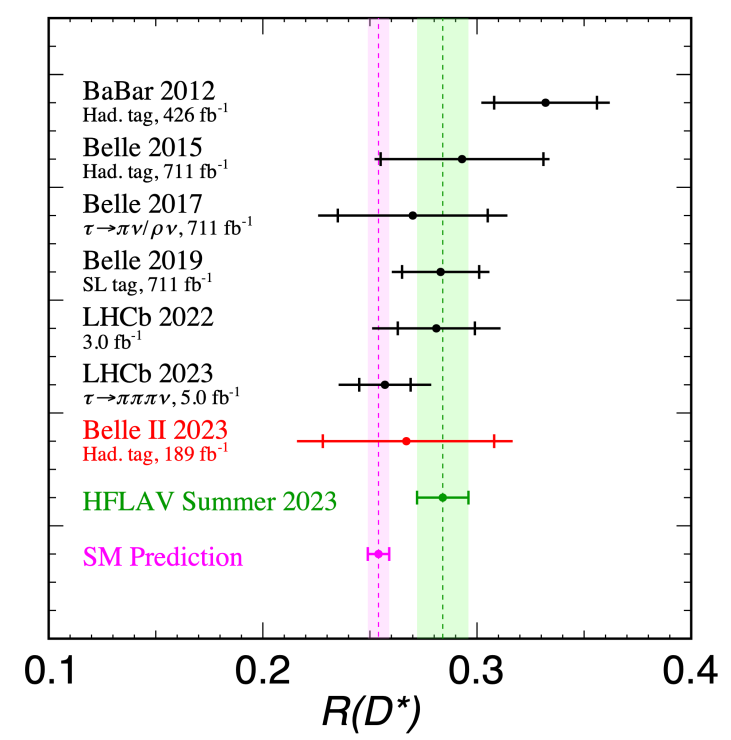 BaBar 2012
Had. tag, 426 fb⁻¹
Belle 2015
Had. tag, 711 fb⁻¹
Belle 2017
τ→πν/ρν, 711 fb⁻¹
Belle 2019
SL tag, 711 fb⁻¹
LHCb 2022
3.0 fb⁻¹
LHCb 2023
τ→πππν, 5.0 fb⁻¹
Belle II 2023
Had. tag, 189 fb⁻¹
HFLAV Summer 2023
SM Prediction
0.1 0.2 0.3 0.4
R(D*)